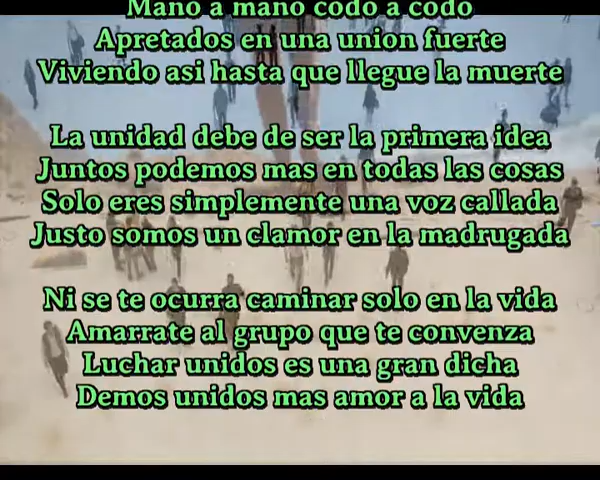 Mano a mano codo a codo
Apretados en una union fuerte
Viviendo asi hasta que llegue la muerte
La unidad debe de ser la primera idea
Juntos podemos mas en todas las cosas
Solo eres simplemente una voz callada
Justo somos un clamor en la madrugada
Ni se te ocurra caminar solo en la vida
Amarrate al grupo que te convenza
Luchar unidos es una gran dicha
Demos unidos mas amor a la vida